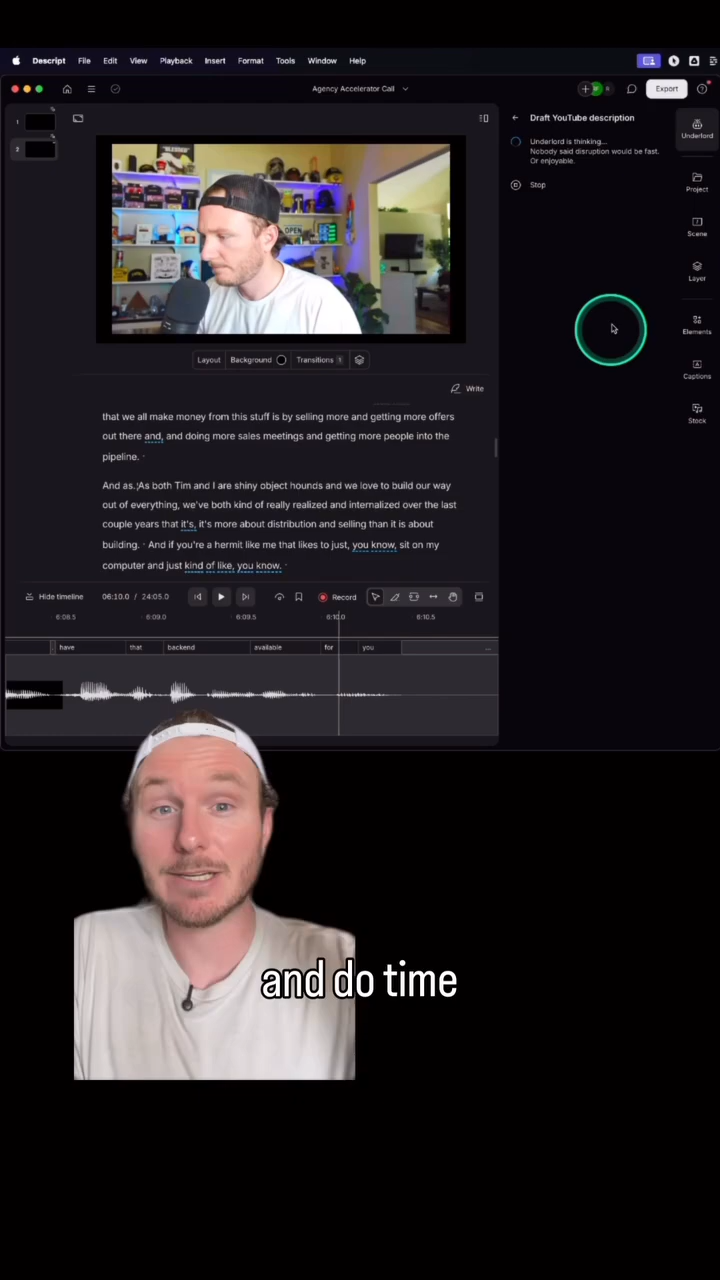 Descript File Edit View Playback Insert Format Tools Window Help
Agency Accelerator Call
Export
1
2
OPEN
Draft YouTube description
Underlord is thinking...
Nobody said disruption would be fast.
Or enjoyable.
Stop
Underlord
Project
Scene
Layer
Elements
Captions
Stock
Layout Background Transitions 1
Write
that we all make money from this stuff is by selling more and getting more offers
out there and, and doing more sales meetings and getting more people into the
pipeline.
And as.;As both Tim and I are shiny object hounds and we love to build our way
out of everything, we've both kind of really realized and internalized over the last
couple years that it's, it's more about distribution and selling than it is about
building. And if you're a hermit like me that likes to just, you know, sit on my
computer and just kind of like, you know.
Hide timeline 06:10.0 / 24:05.0 Record
6:08.5 6:09.0 6:09.5 6:10.0 6:10.5
have that backend available for you ...
and do time